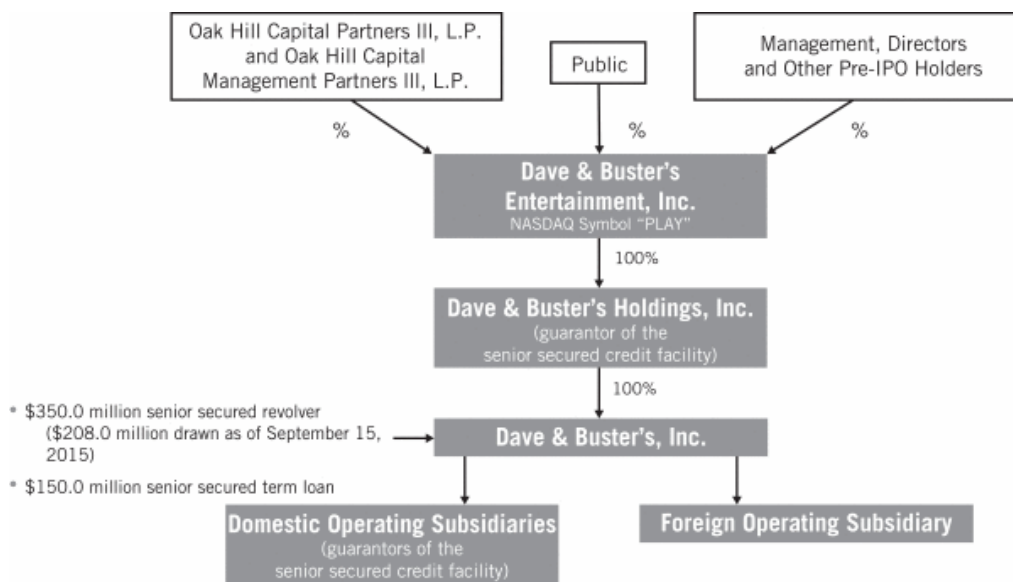 Oak Hill Capital Partners III, L.P.
and Oak Hill Capital
Management Partners III, L.P.
Public
Management, Directors
and Other Pre-IPO Holders
%
%
%
Dave & Buster's
Entertainment, Inc.
NASDAQ Symbol “PLAY”
100%
Dave & Buster's Holdings, Inc.
(guarantor of the
senior secured credit facility)
100%
• $350.0 million senior secured revolver
($208.0 million drawn as of September 15,
2015)
Dave & Buster's, Inc.
• $150.0 million senior secured term loan
Domestic Operating Subsidiaries
(guarantors of the
senior secured credit facility)
Foreign Operating Subsidiary